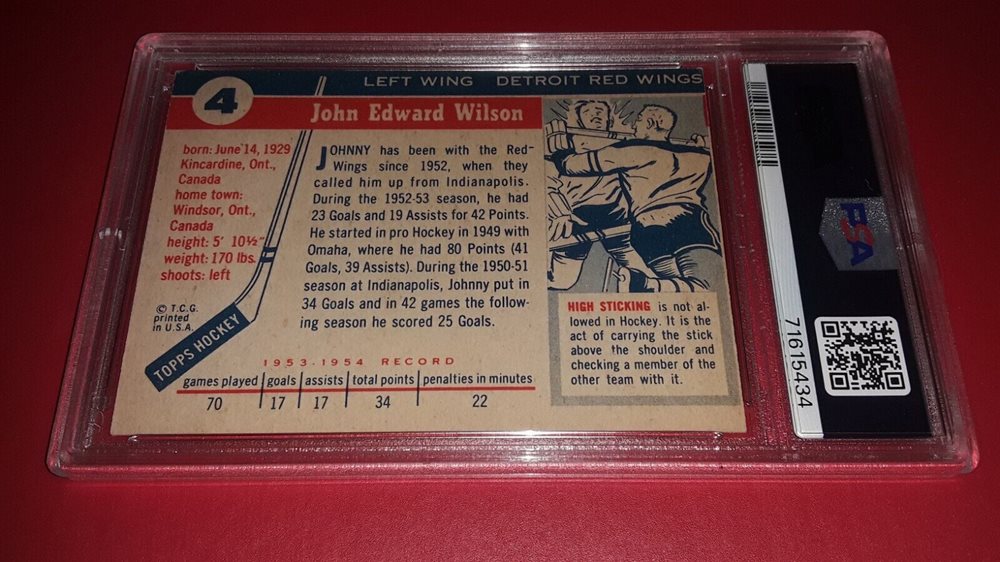 4
LEFT WING DETROIT RED WINGS
John Edward Wilson
born: June 14, 1929
Kincardine, Ont.,
Canada
home town:
Windsor, Ont.,
Canada
height: 5' 10½"
weight: 170 lbs.
shoots: left
© T.C.G.
printed
in U.S.A.
TOPPS HOCKEY
JOHNNY has been with the Red-
Wings since 1952, when they
called him up from Indianapolis.
During the 1952-53 season, he had
23 Goals and 19 Assists for 42 Points.
He started in pro Hockey in 1949 with
Omaha, where he had 80 Points (41
Goals, 39 Assists). During the 1950-51
season at Indianapolis, Johnny put in
34 Goals and in 42 games the follow-
ing season he scored 25 Goals.
HIGH STICKING is not al-
lowed in Hockey. It is the
act of carrying the stick
above the shoulder and
checking a member of the
other team with it.
1953-1954 RECORD
games played goals assists total points penalties in minutes
70 17 17 34 22
PSA
71615434